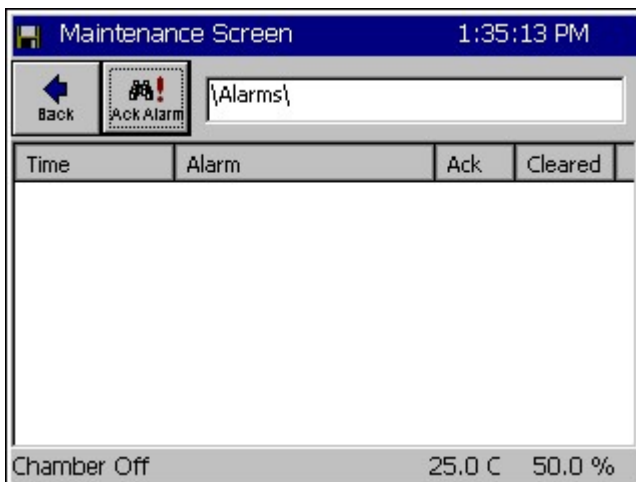 Maintenance Screen 1:35:13 PM
Back Ack Alarm \Alarms\
Time Alarm Ack Cleared
Chamber Off 25.0 C 50.0 %